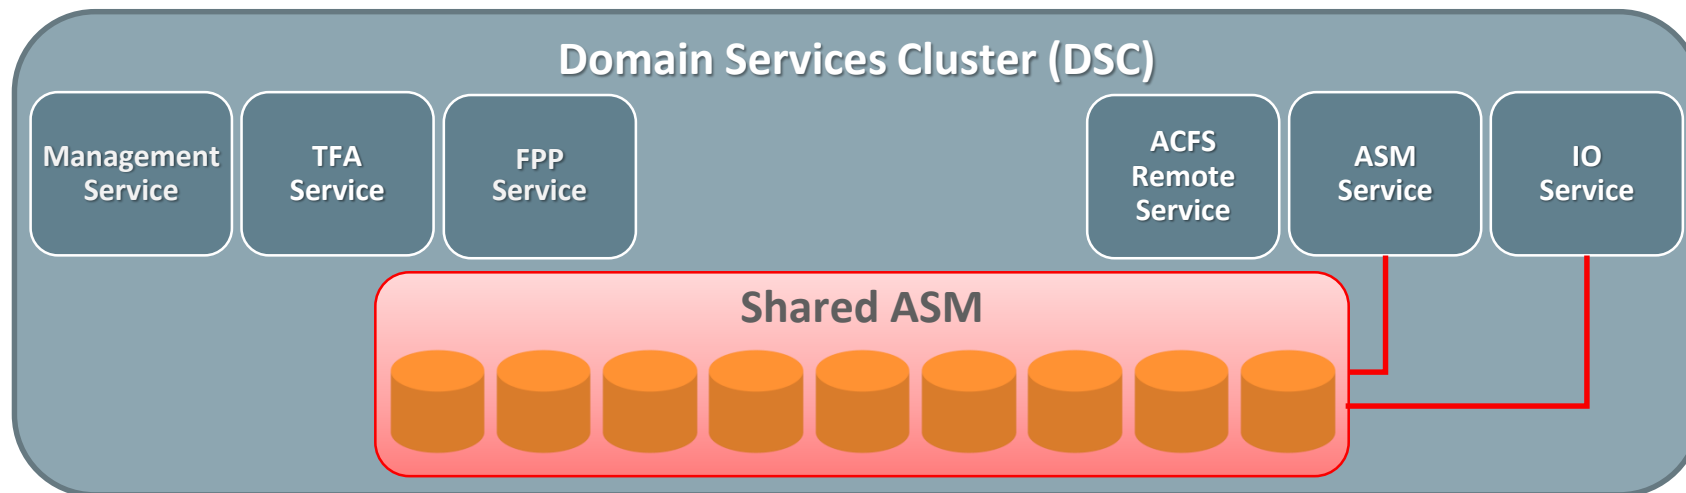 Domain Services Cluster (DSC)
Management
Service
TFA
Service
FPP
Service
ACFS
Remote
Service
ASM
Service
IO
Service
Shared ASM